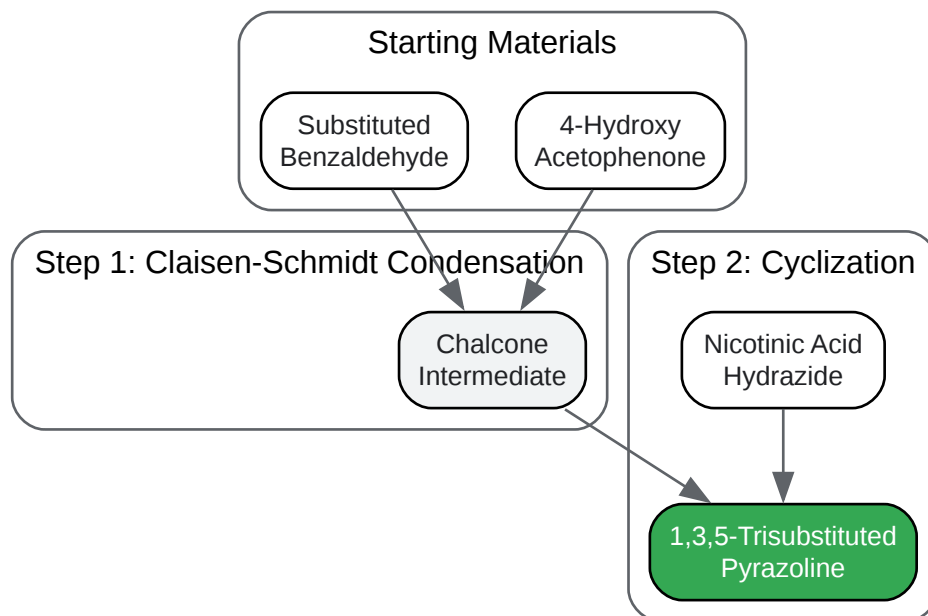 Starting Materials
Substituted
Benzaldehyde
4-Hydroxy
Acetophenone
Step 1: Claisen-Schmidt Condensation
Chalcone
Intermediate
Step 2: Cyclization
Nicotinic Acid
Hydrazide
1,3,5-Trisubstituted
Pyrazoline